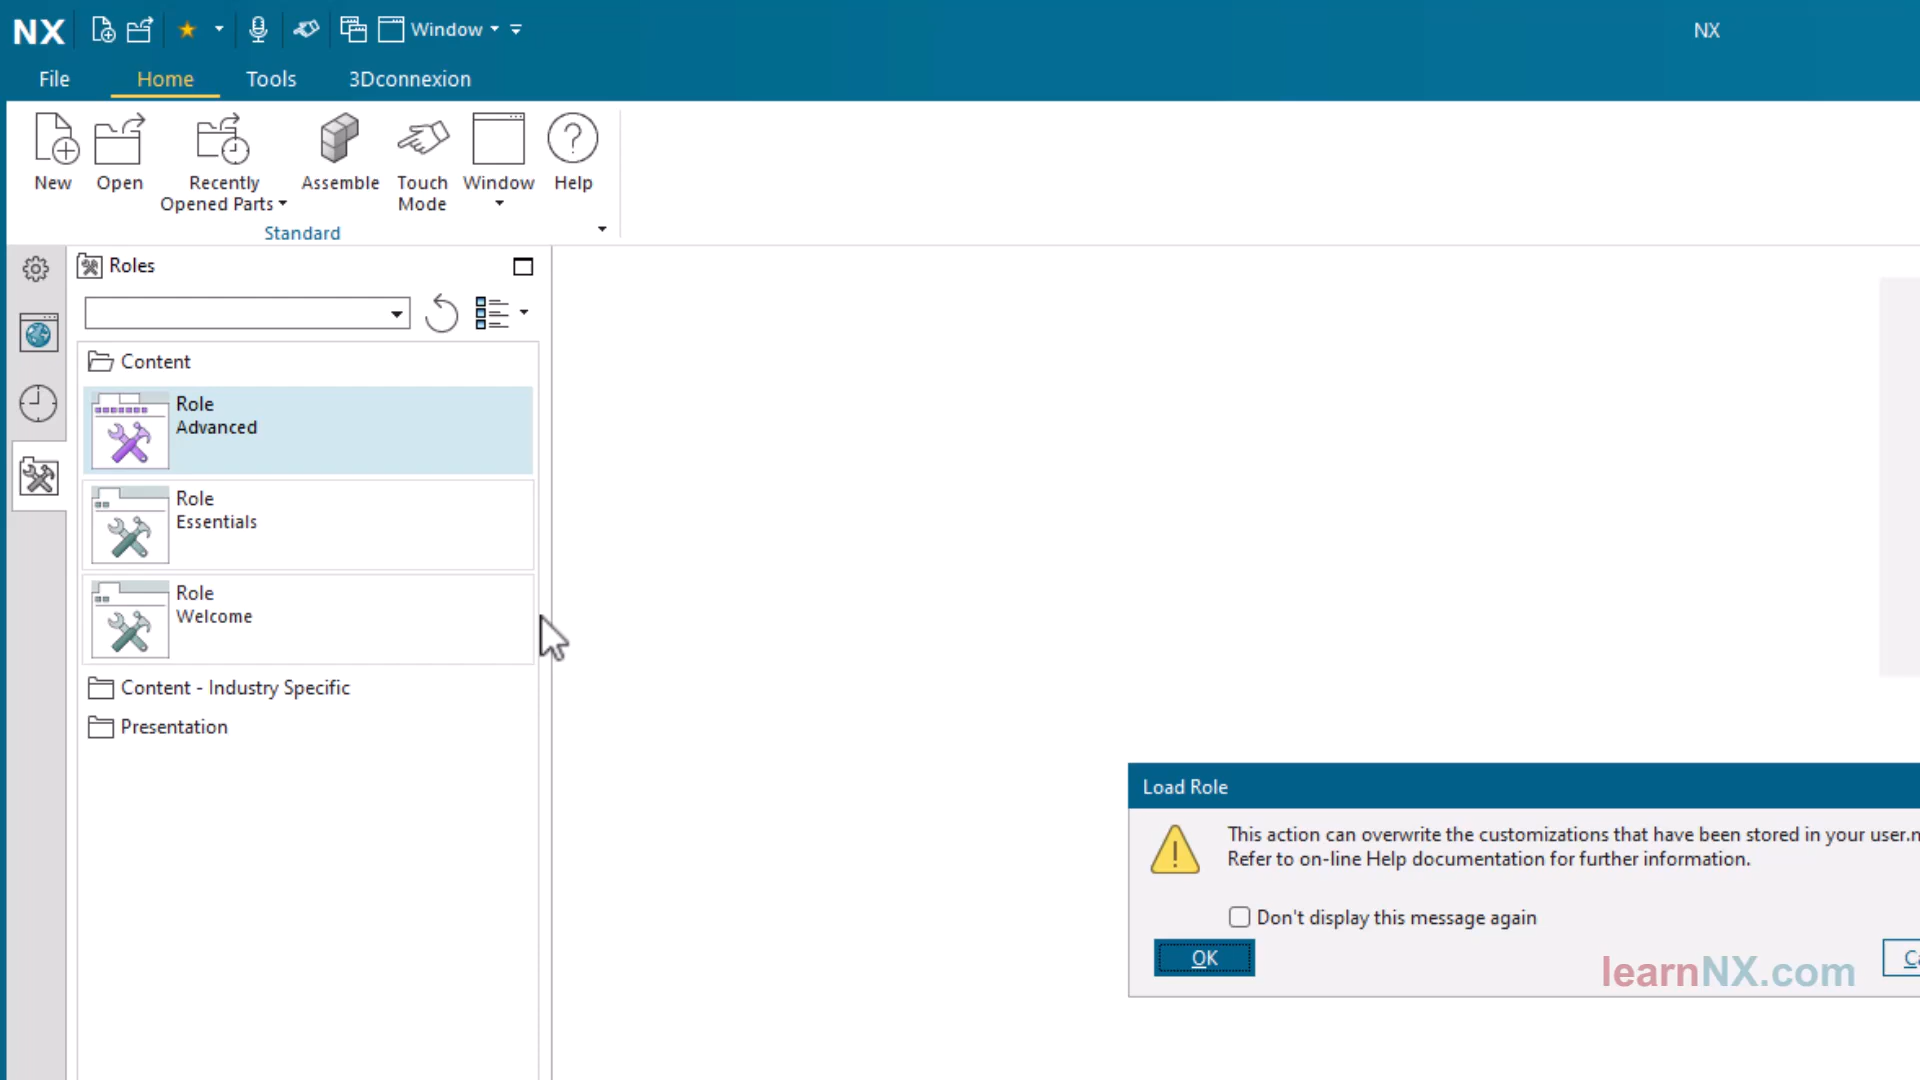 NX
Window
NX
File
Home
Tools
3Dconnexion
New
Open
Recently
Opened Parts
Assemble
Touch
Mode
Window
Help
Standard
Roles
Content
Role
Advanced
Role
Essentials
Role
Welcome
Content - Industry Specific
Presentation
Load Role
This action can overwrite the customizations that have been stored in your user.
Refer to on-line Help documentation for further information.
Don't display this message again
OK
learnNX.com